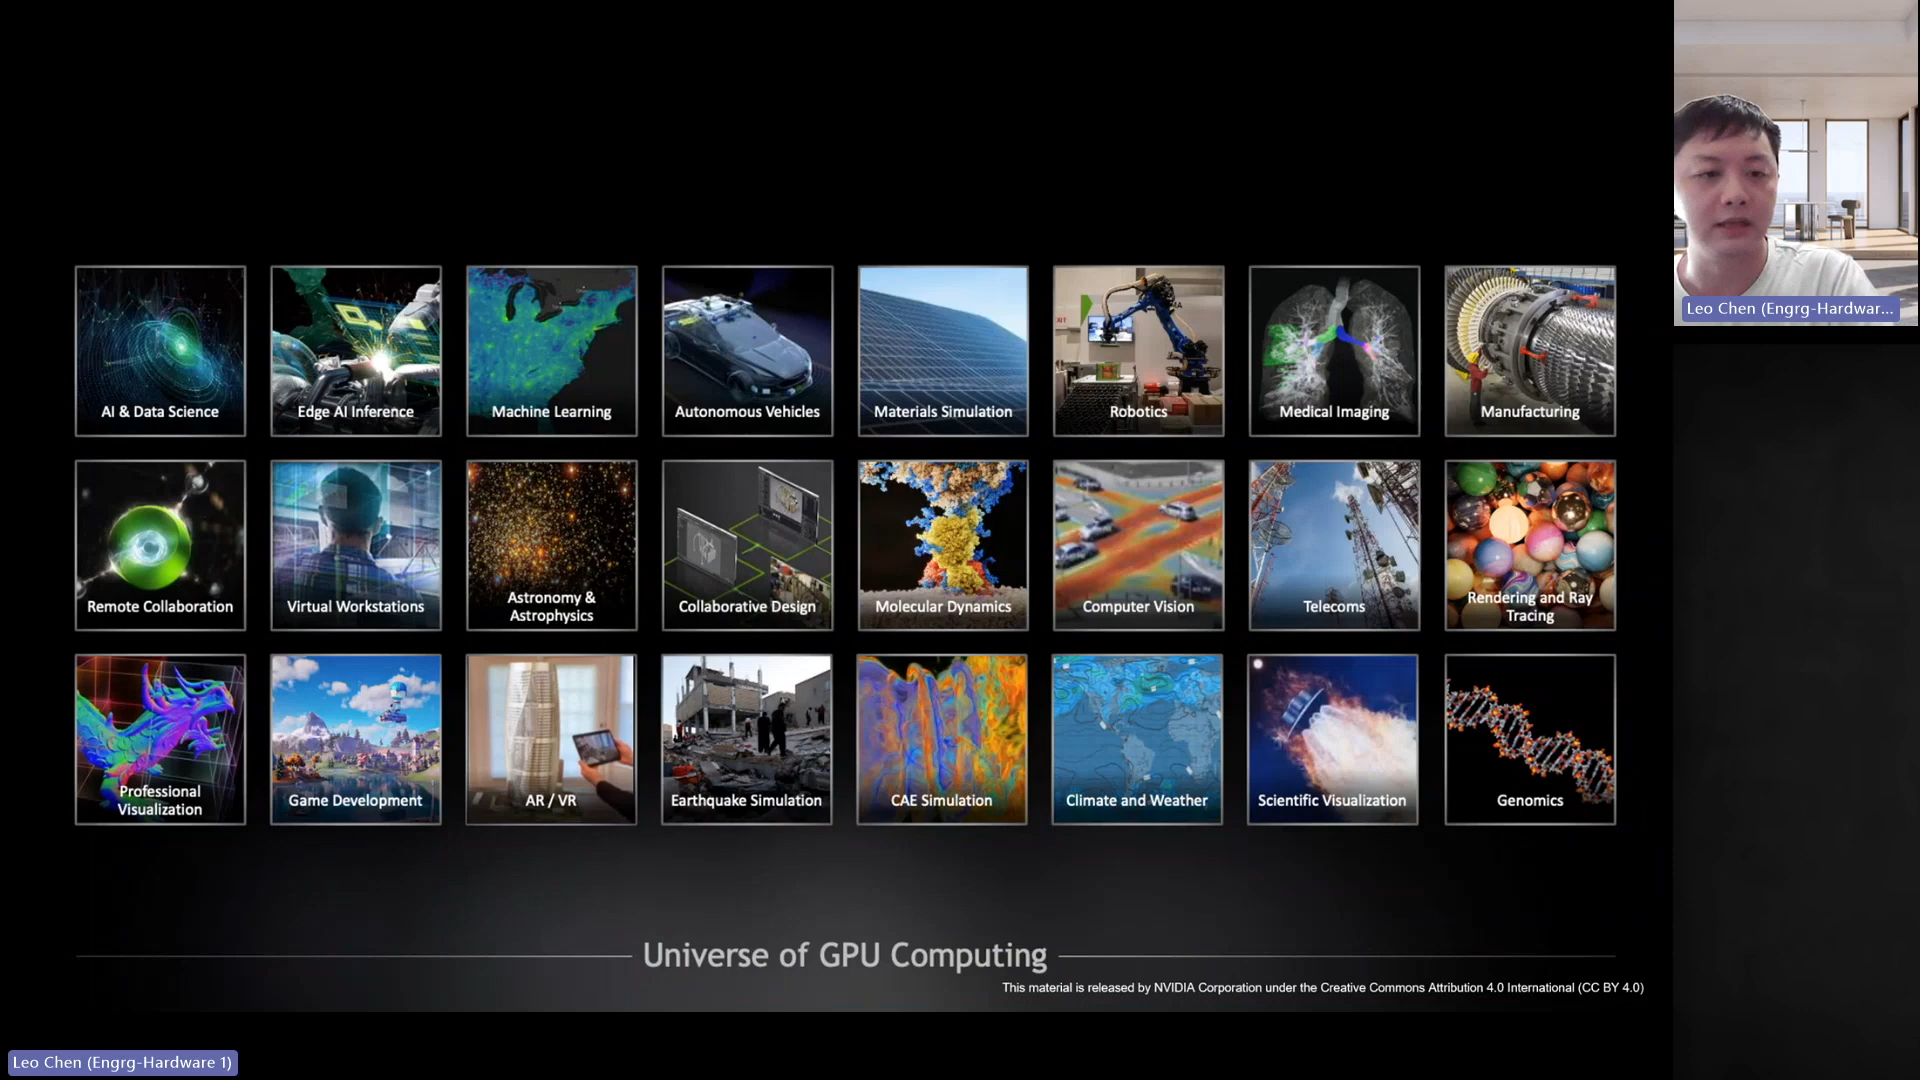 Leo Chen (Engrg-Hardwar...
AI & Data Science
Edge AI Inference
Machine Learning
Autonomous Vehicles
Materials Simulation
Robotics
Medical Imaging
Manufacturing
Remote Collaboration
Virtual Workstations
Astronomy &
Astrophysics
Collaborative Design
Molecular Dynamics
Computer Vision
Telecoms
Rendering and Ray
Tracing
Professional
Visualization
Game Development
AR / VR
Earthquake Simulation
CAE Simulation
Climate and Weather
Scientific Visualization
Genomics
Universe of GPU Computing
This material is released by NVIDIA Corporation under the Creative Commons Attribution 4.0 International (CC BY 4.0)
Leo Chen (Engrg-Hardware 1)